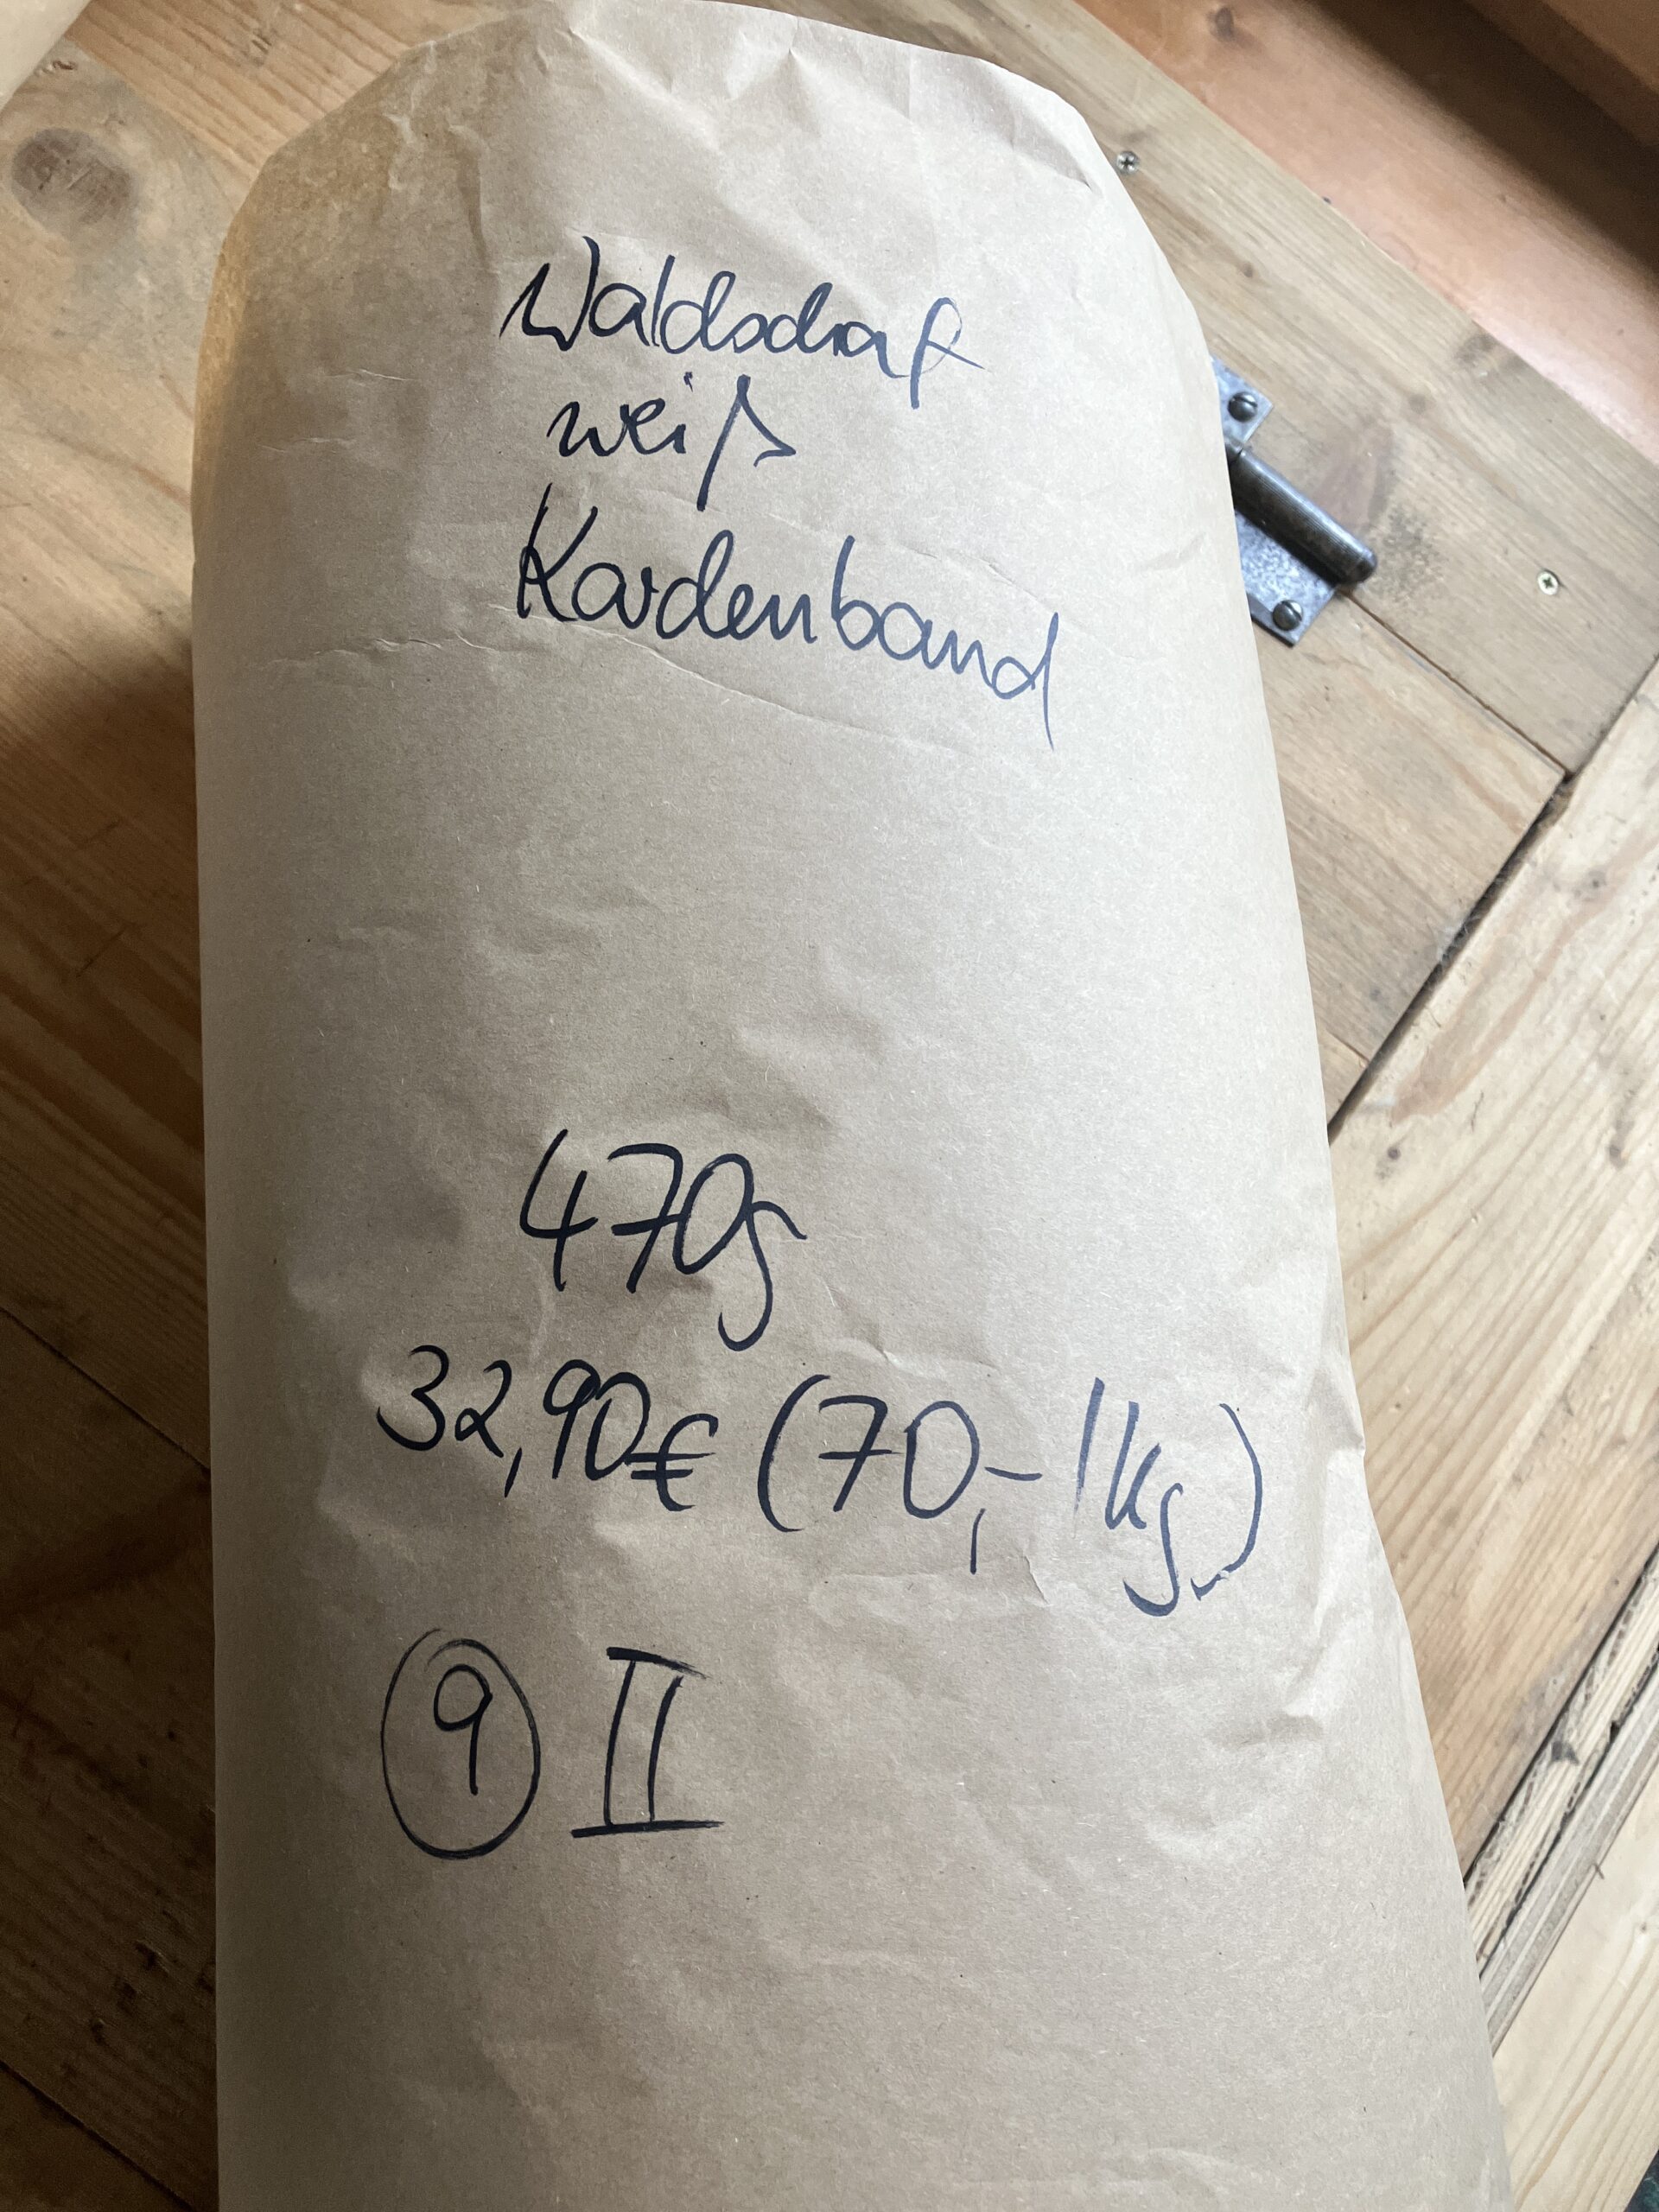 Waldschaf
weiß
Kardenband
470g
32,90€ (70,- 1kg)
9 II